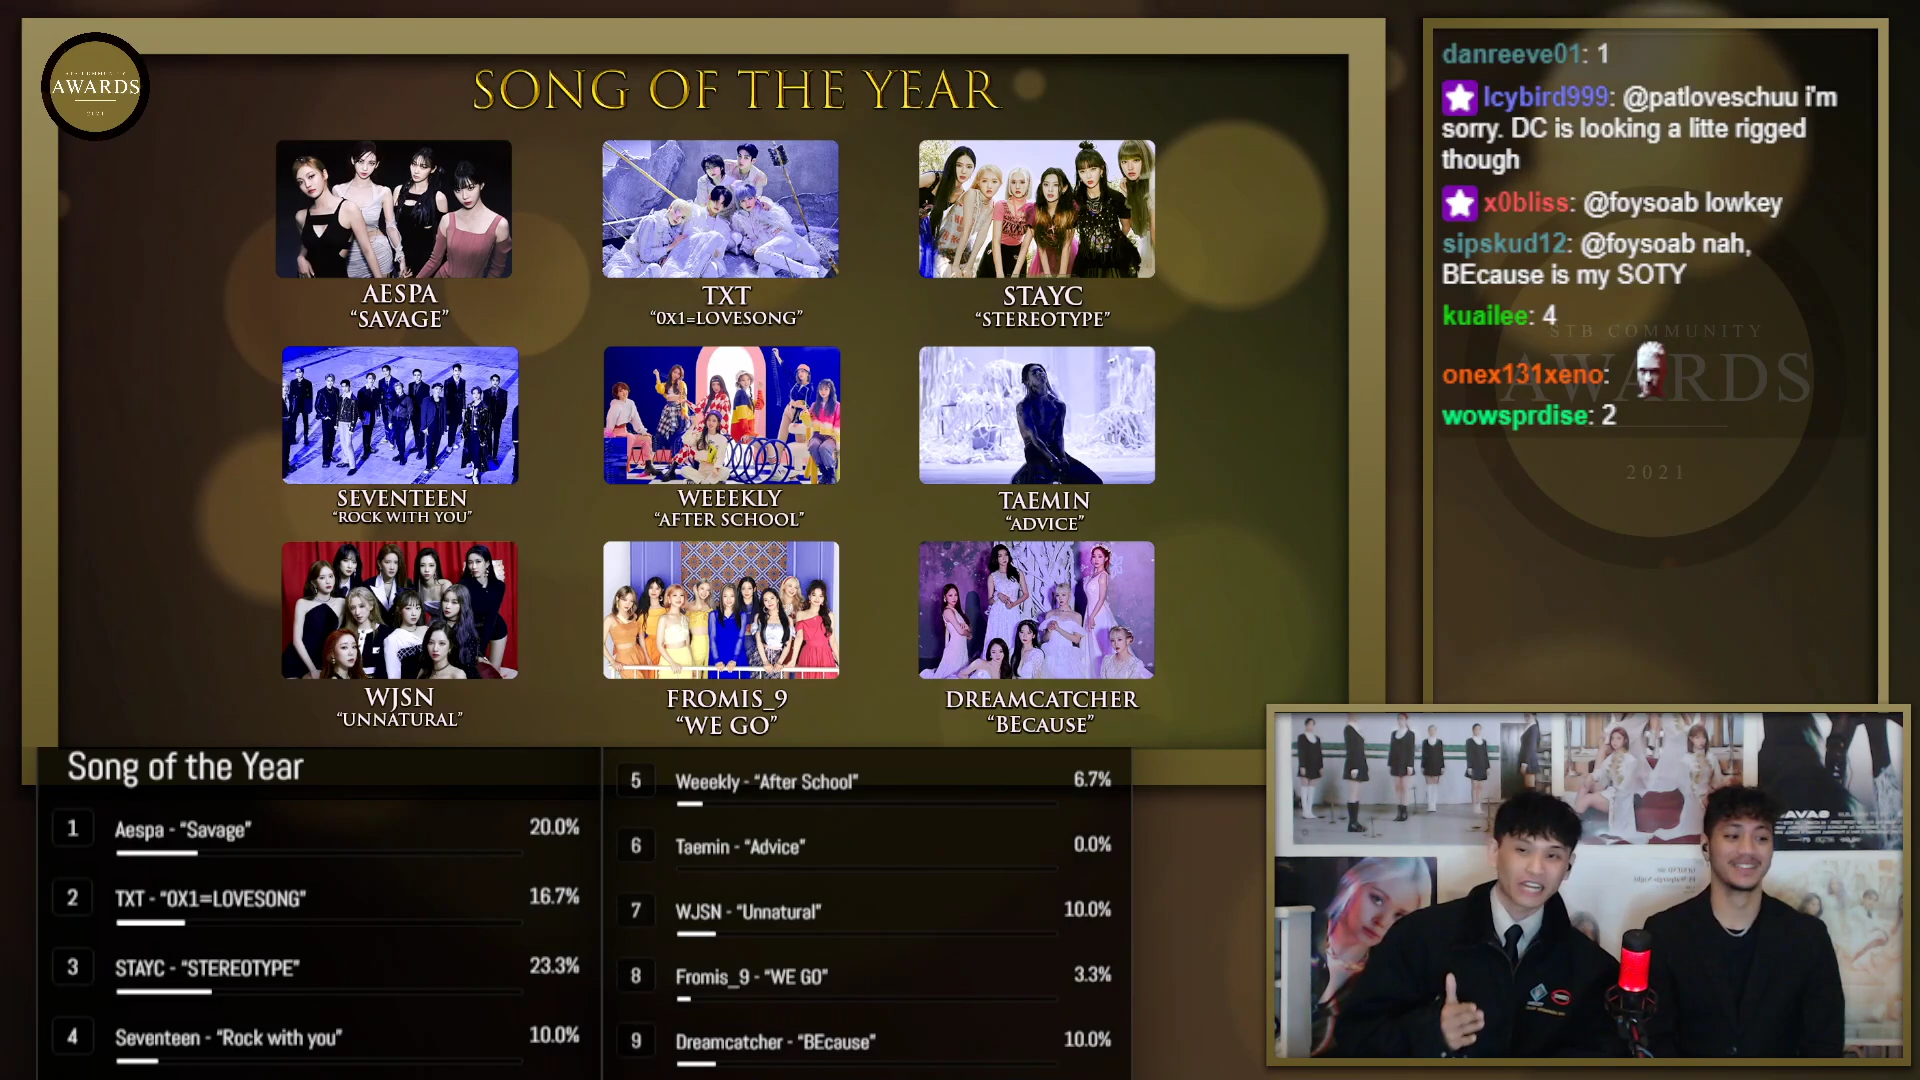 STB COMMUNITY
AWARDS
2021
SONG OF THE YEAR
AESPA
“SAVAGE”
TXT
“0X1=LOVESONG”
STAYC
“STEREOTYPE”
SEVENTEEN
“ROCK WITH YOU”
WEEEKLY
“AFTER SCHOOL”
TAEMIN
“ADVICE”
WJSN
“UNNATURAL”
FROMIS_9
“WE GO”
DREAMCATCHER
“BECAUSE”
Song of the Year
1 Aespa - “Savage” 20.0%
2 TXT - “0X1=LOVESONG” 16.7%
3 STAYC - “STEREOTYPE” 23.3%
4 Seventeen - “Rock with you” 10.0%
5 Weeekly - “After School” 6.7%
6 Taemin - “Advice” 0.0%
7 WJSN - “Unnatural” 10.0%
8 Fromis_9 - “WE GO” 3.3%
9 Dreamcatcher - “BEcause” 10.0%
danreeve01: 1
Icybird999: @patloveschuu i'm
sorry. DC is looking a litte rigged
though
x0bliss: @foysoab lowkey
sipskud12: @foysoab nah,
BEcause is my SOTY
kuailee: 4
onex131xeno:
wowsprdise: 2
STB COMMUNITY
AWARDS
2021
AVAG